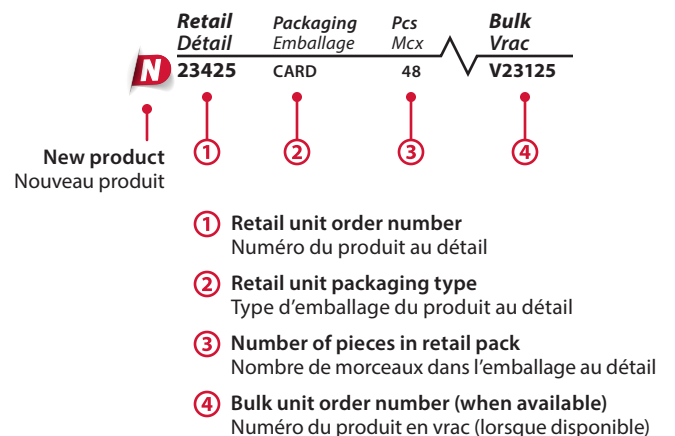 Retail Packaging Pcs Bulk
Détail Emballage Mcx Vrac
N 23425 CARD 48 V23125
New product 1 2 3 4
Nouveau produit
1 Retail unit order number
Numéro du produit au détail
2 Retail unit packaging type
Type d’emballage du produit au détail
3 Number of pieces in retail pack
Nombre de morceaux dans l’emballage au détail
4 Bulk unit order number (when available)
Numéro du produit en vrac (lorsque disponible)